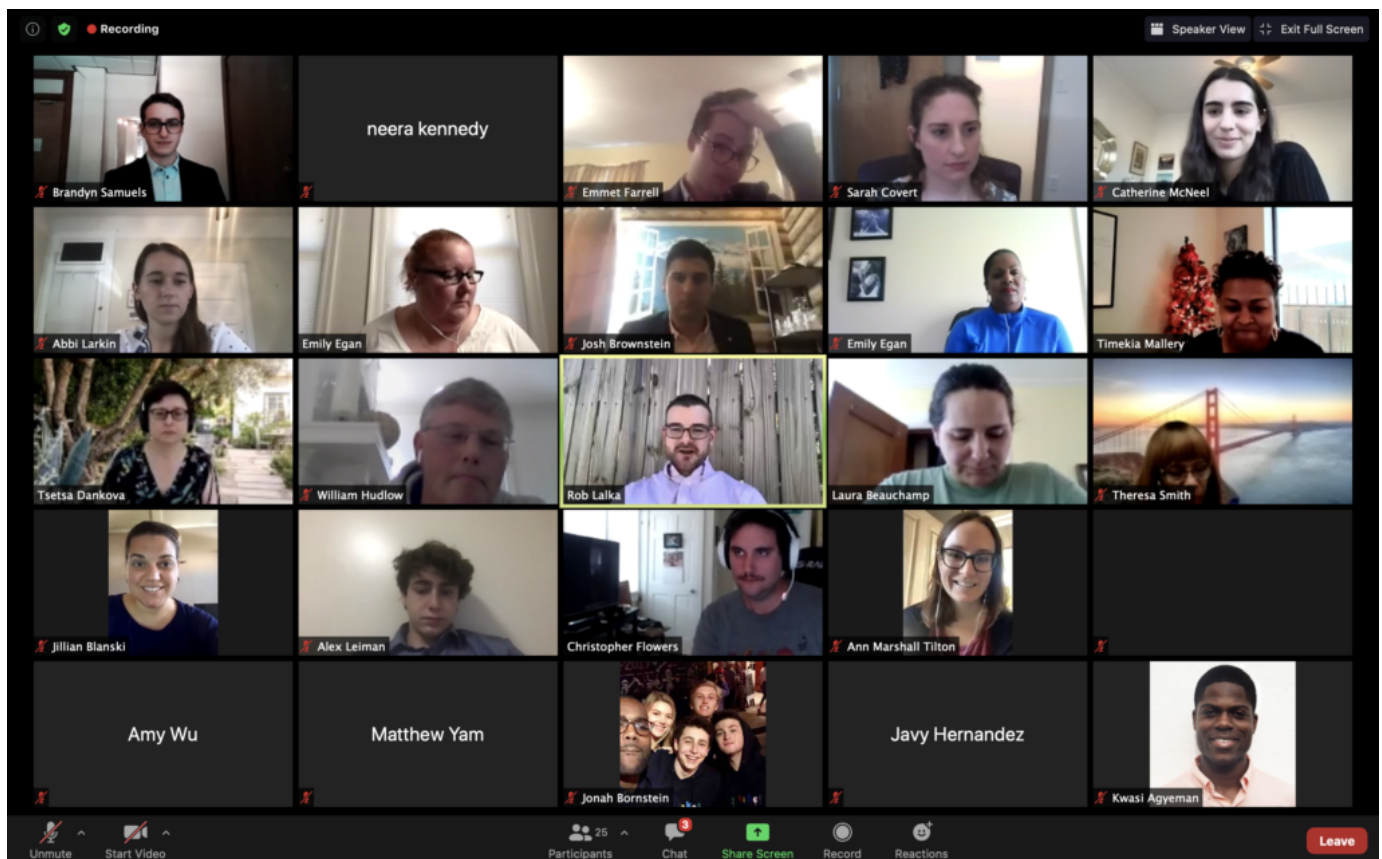 Recording
Speaker View
Exit Full Screen
Brandyn Samuels
neera kennedy
Emmet Farrell
Sarah Covert
Catherine McNeel
Abbi Larkin
Emily Egan
Josh Brownstein
Emily Egan
Timekia Mallery
Tsetsa Dankova
William Hudlow
Rob Lalka
Laura Beauchamp
Theresa Smith
Jillian Blanski
Alex Leiman
Christopher Flowers
Ann Marshall Tilton
Amy Wu
Matthew Yam
Jonah Bornstein
Javy Hernandez
Kwasi Agyeman
Unmute
Start Video
25
Participants
3
Chat
Share Screen
Record
Reactions
Leave